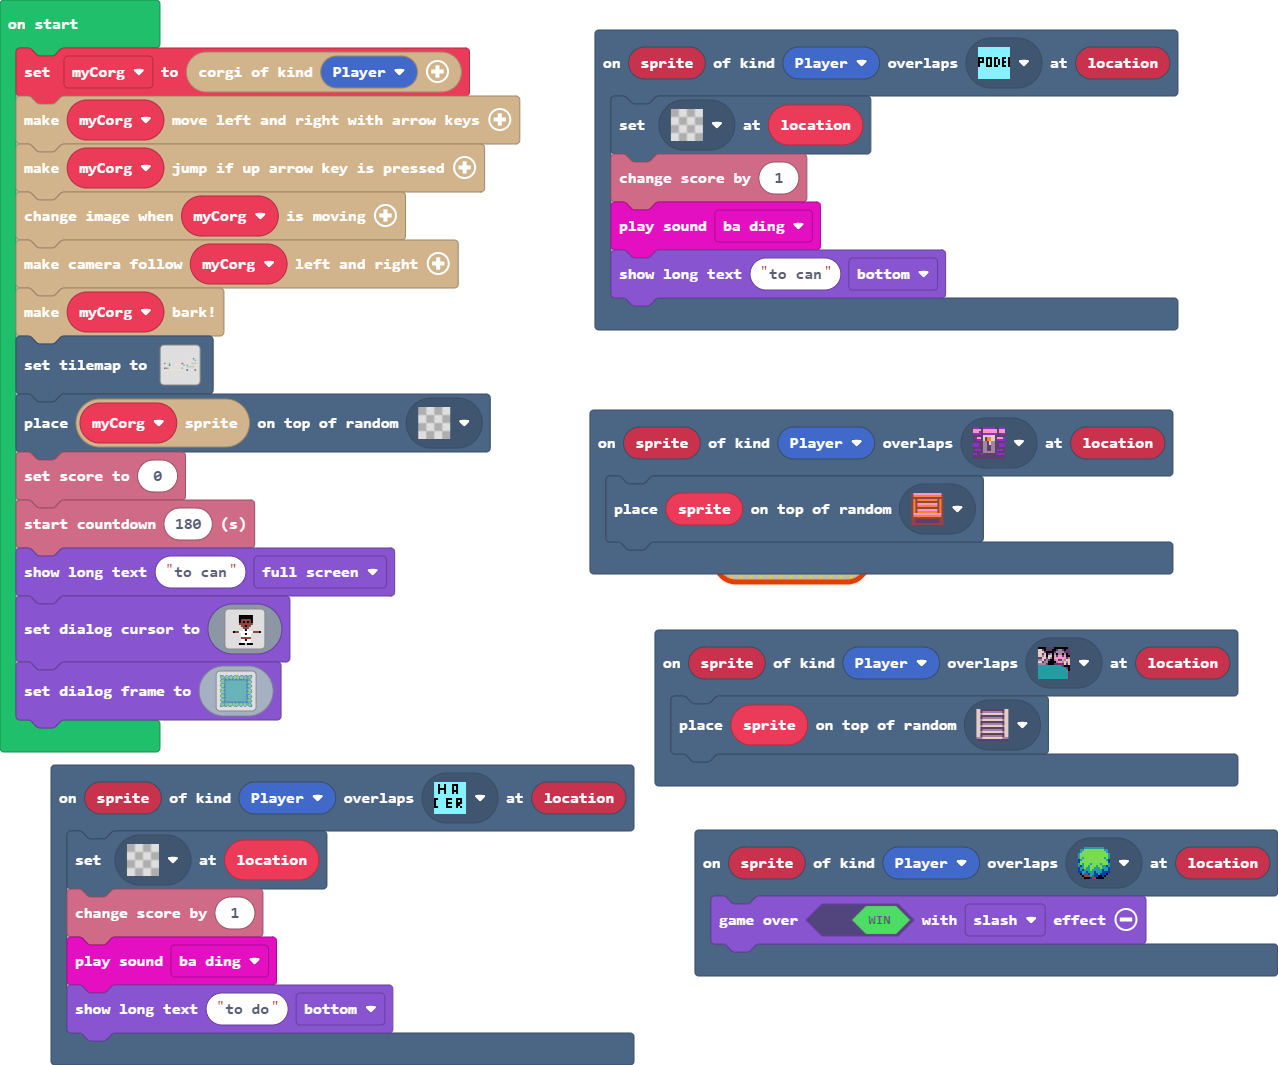 on start
set myCorg to corgi of kind Player
make myCorg move left and right with arrow keys
make myCorg jump if up arrow key is pressed
change image when myCorg is moving
make camera follow myCorg left and right
make myCorg bark!
set tilemap to
place myCorg sprite on top of random
set score to 0
start countdown 180 (s)
show long text "to can" full screen
set dialog cursor to
set dialog frame to
on sprite of kind Player overlaps PODER at location
set at location
change score by 1
play sound ba ding
show long text "to can" bottom
on sprite of kind Player overlaps at location
place sprite on top of random
on sprite of kind Player overlaps at location
place sprite on top of random
on sprite of kind Player overlaps HA
CER at location
set at location
change score by 1
play sound ba ding
show long text "to do" bottom
on sprite of kind Player overlaps at location
game over WIN with slash effect